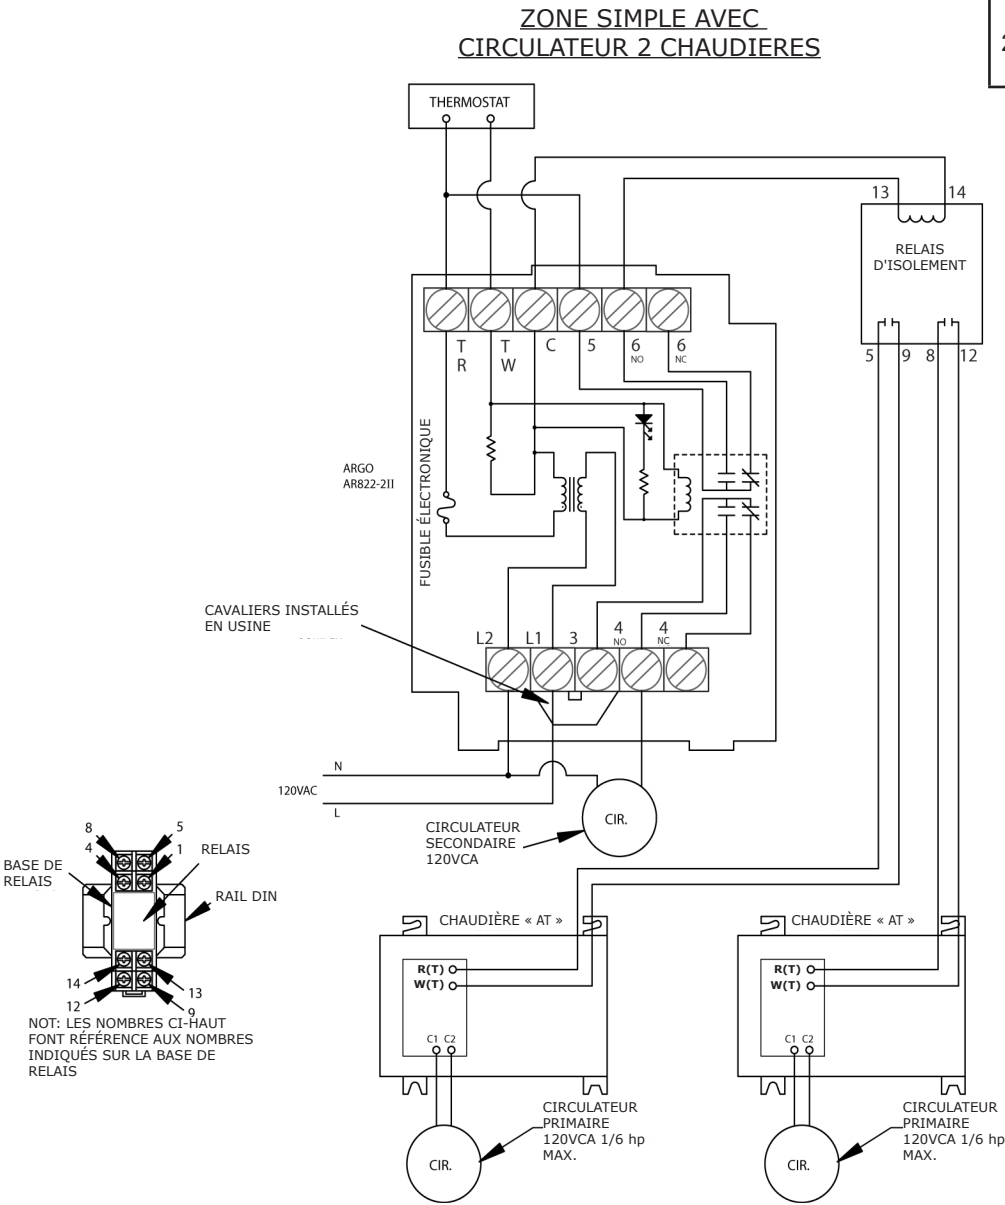 ZONE SIMPLE AVEC
CIRCULATEUR 2 CHAUDIERES
2
THERMOSTAT
13
14
RELAIS
D'ISOLEMENT
5
9
8
12
T
R
T
W
C
5
6
NO
6
NC
FUSIBLE ÉLECTRONIQUE
ARGO
AR822-2II
CAVALIERS INSTALLÉS
EN USINE
L2
L1
3
4
NO
4
NC
N
120VAC
L
CIR.
CIRCULATEUR
SECONDAIRE
120VCA
8
5
4
1
BASE DE
RELAIS
RELAIS
RAIL DIN
14
13
12
9
NOT: LES NOMBRES CI-HAUT
FONT RÉFÉRENCE AUX NOMBRES
INDIQUÉS SUR LA BASE DE
RELAIS
CHAUDIÈRE « AT »
R(T)
W(T)
C1 C2
CIRCULATEUR
PRIMAIRE
120VCA 1/6 hp
MAX.
CIR.
CHAUDIÈRE « AT »
R(T)
W(T)
C1 C2
CIRCULATEUR
PRIMAIRE
120VCA 1/6 hp
MAX.
CIR.